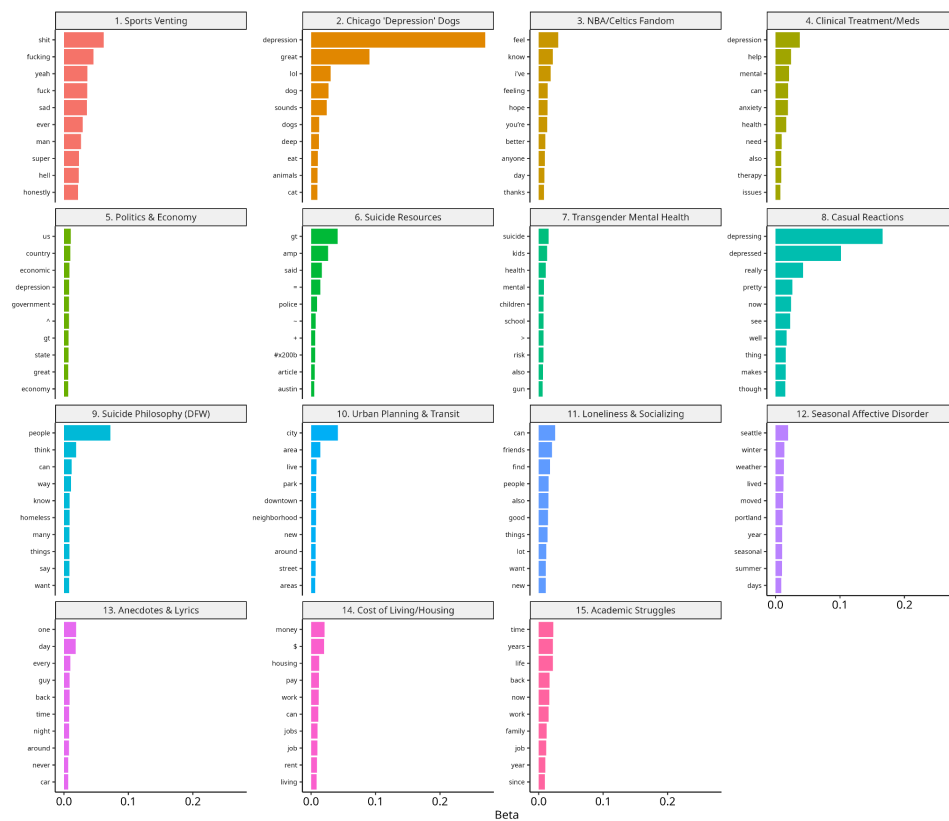 1. Sports Venting
shit
fucking
yeah
fuck
sad
ever
man
super
hell
honestly
2. Chicago 'Depression' Dogs
depression
great
lol
dog
sounds
dogs
deep
eat
animals
cat
3. NBA/Celtics Fandom
feel
know
i've
feeling
hope
you're
better
anyone
day
thanks
4. Clinical Treatment/Meds
depression
help
mental
can
anxiety
health
need
also
therapy
issues
5. Politics & Economy
us
country
economic
depression
government
^
gt
state
great
economy
6. Suicide Resources
gt
amp
said
=
police
–
+
#x200b
article
austin
7. Transgender Mental Health
suicide
kids
health
mental
children
school
>
risk
also
gun
8. Casual Reactions
depressing
depressed
really
pretty
now
see
well
thing
makes
though
9. Suicide Philosophy (DFW)
people
think
can
way
know
homeless
many
things
say
want
10. Urban Planning & Transit
city
area
live
park
downtown
neighborhood
new
around
street
areas
11. Loneliness & Socializing
can
friends
find
people
also
good
things
lot
want
new
12. Seasonal Affective Disorder
seattle
winter
weather
lived
moved
portland
year
seasonal
summer
days
0.0 0.1 0.2
13. Anecdotes & Lyrics
one
day
every
guy
back
time
night
around
never
car
0.0 0.1 0.2
14. Cost of Living/Housing
money
$
housing
pay
work
can
jobs
job
rent
living
0.0 0.1 0.2
15. Academic Struggles
time
years
life
back
now
work
family
job
year
since
0.0 0.1 0.2
Beta